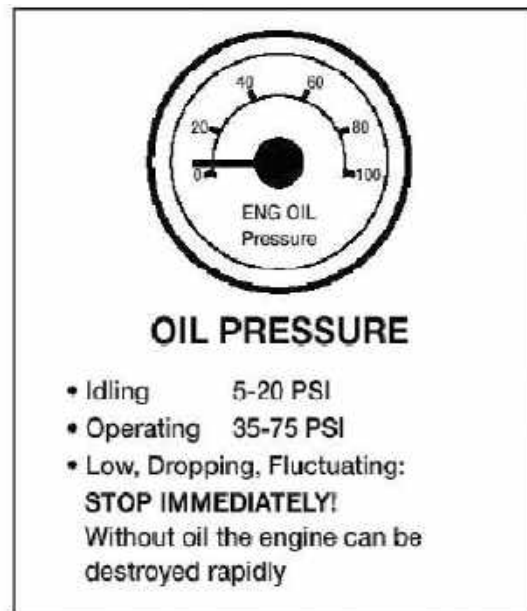 40 60
20 80
0 100
ENG OIL
Pressure
OIL PRESSURE
• Idling 5-20 PSI
• Operating 35-75 PSI
• Low, Dropping, Fluctuating:
STOP IMMEDIATELY!
Without oil the engine can be
destroyed rapidly